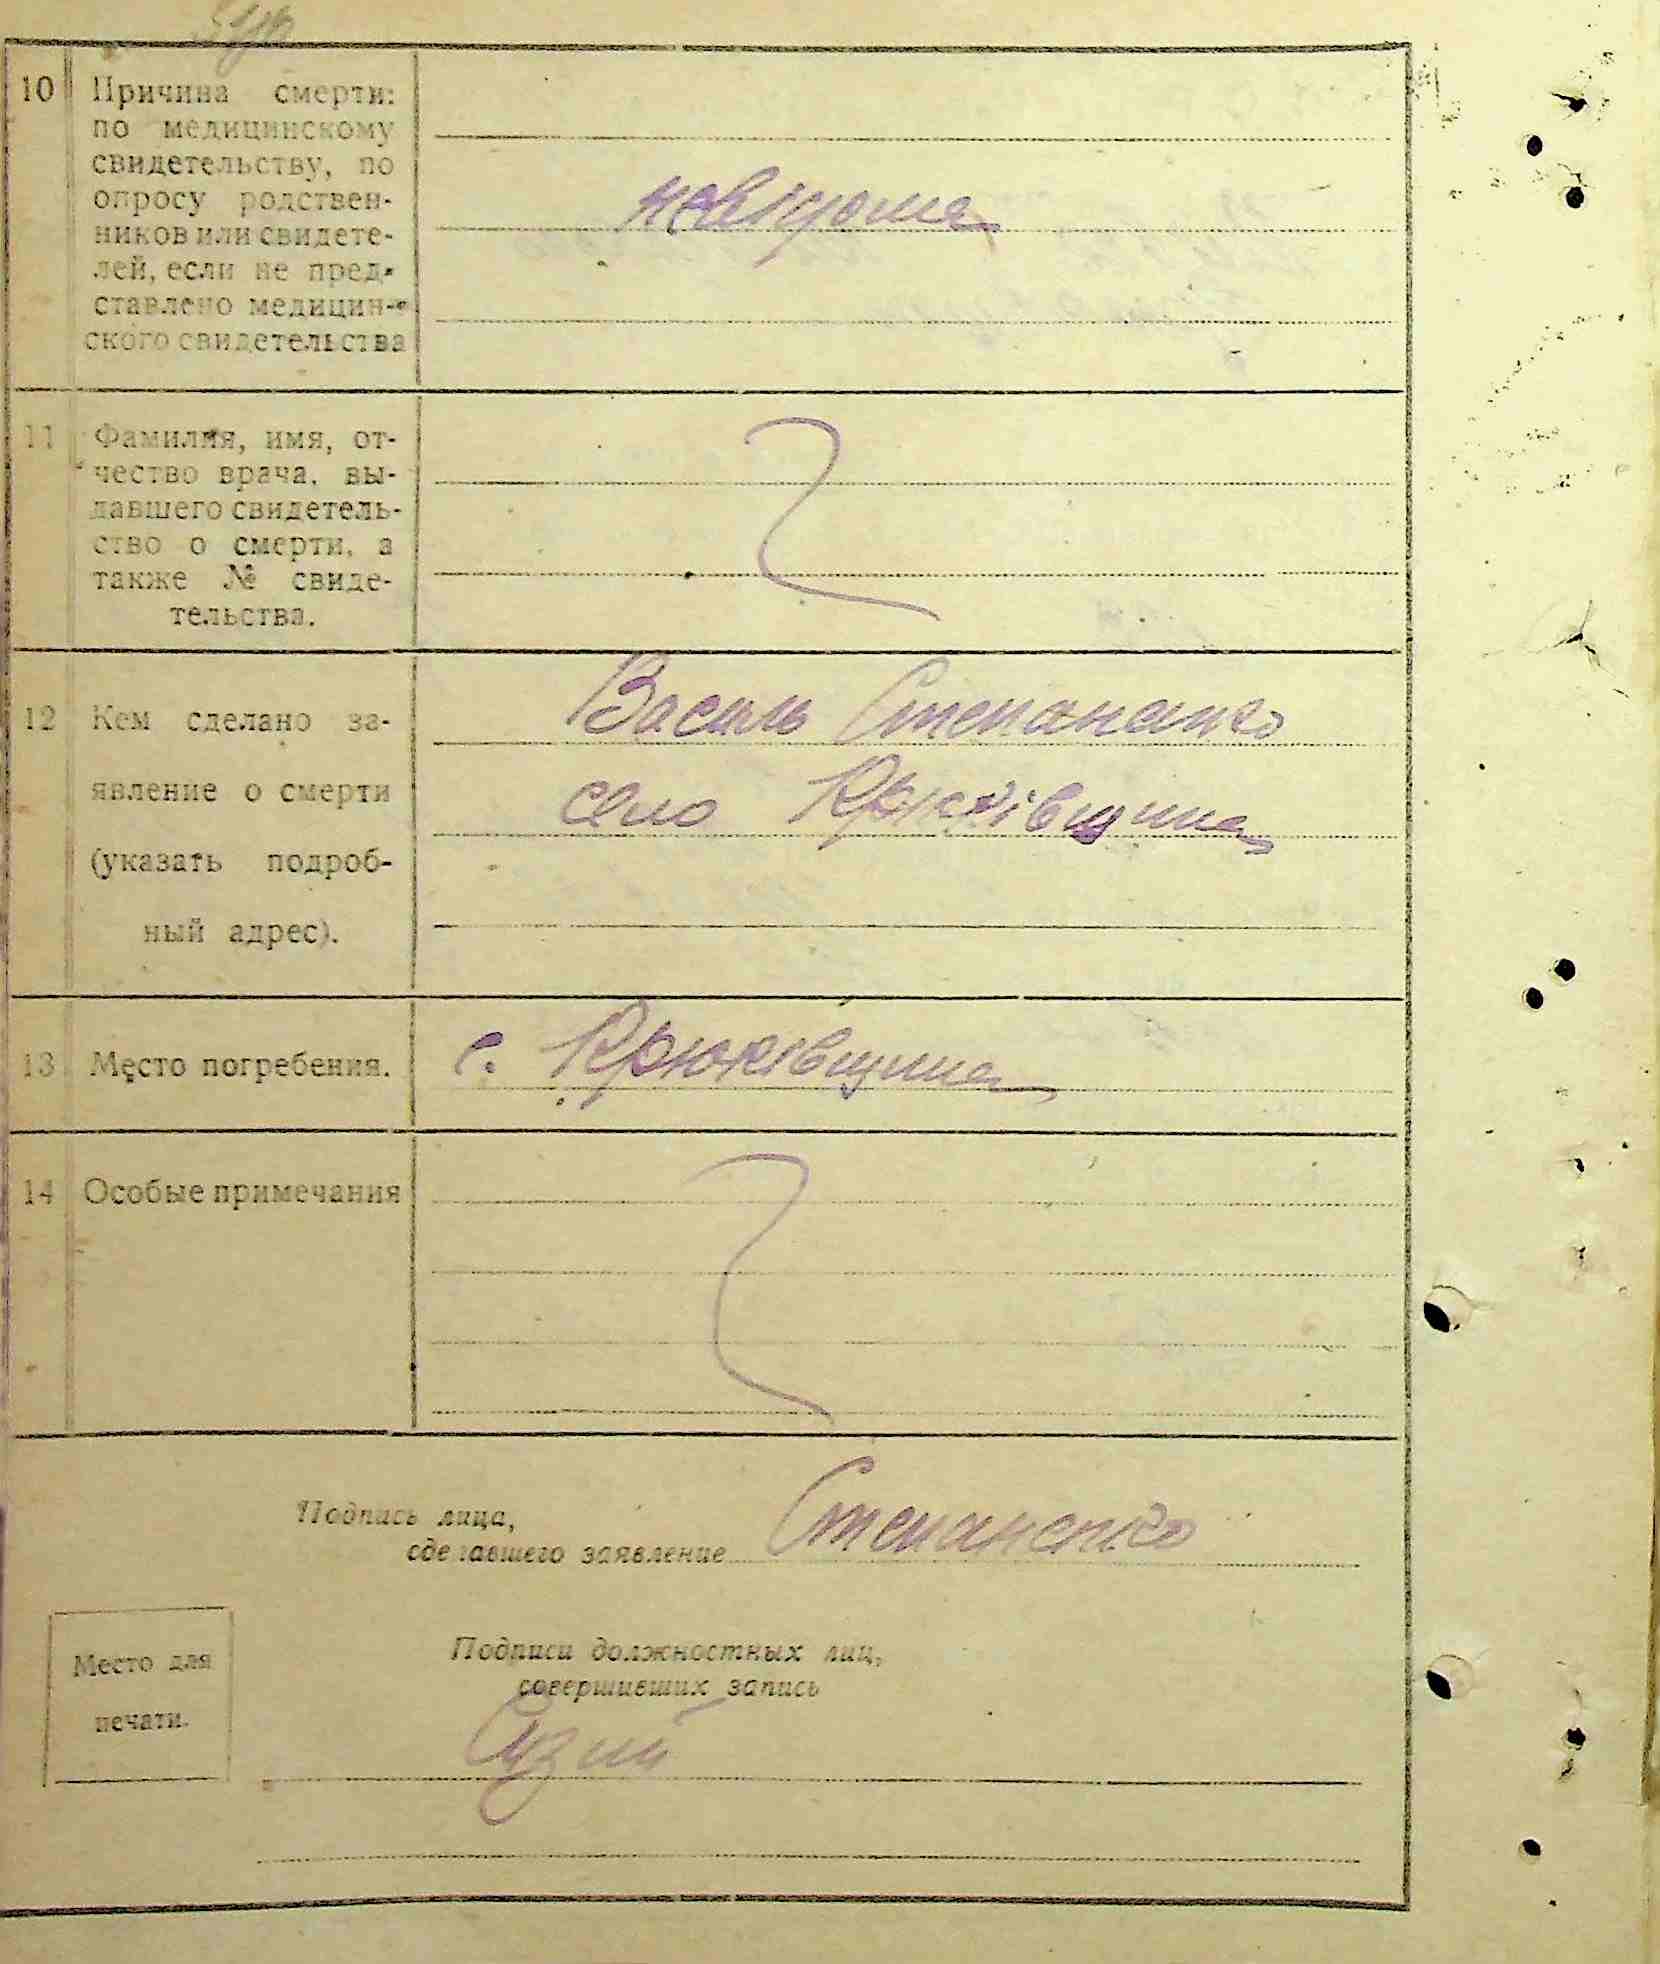 10 Причина смерти:
по медицинскому
свидетельству, по
опросу родствен-
ников или свидете-
лей, если не пред-
ставлено медицин-
ского свидетельства
невідома
11 Фамилия, имя, от-
чество врача, вы-
давшего свидетель-
ство о смерти, а
также № свиде-
тельства.
12 Кем сделано за-
явление о смерти
(указать подроб-
ный адрес).
Василь Степаненко
село Крюківщина
13 Место погребения. с. Крюківщина
14 Особые примечания
Подпись лица,
сделавшего заявление Степаненко
Подписи должностных лиц,
совершивших запись
Место для
печати.